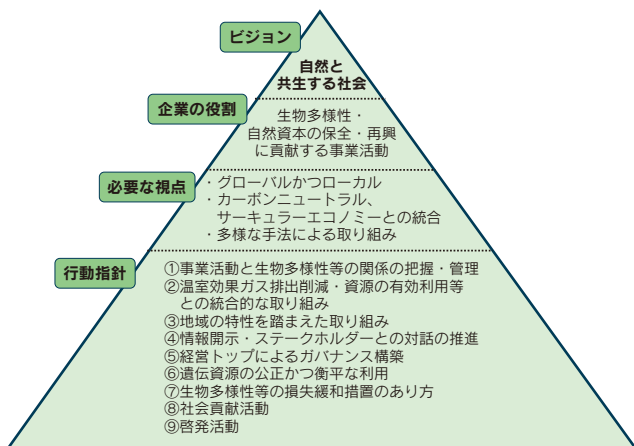 ビジョン
自然と
共生する社会
企業の役割
生物多様性・
自然資本の保全・再興
に貢献する事業活動
必要な視点
・グローバルかつローカル
・カーボンニュートラル、
サーキュラーエコノミーとの統合
・多様な手法による取り組み
行動指針
①事業活動と生物多様性等の関係の把握・管理
②温室効果ガス排出削減・資源の有効利用等
との統合的な取り組み
③地域の特性を踏まえた取り組み
④情報開示・ステークホルダーとの対話の推進
⑤経営トップによるガバナンス構築
⑥遺伝資源の公正かつ衡平な利用
⑦生物多様性等の損失緩和措置のあり方
⑧社会貢献活動
⑨啓発活動